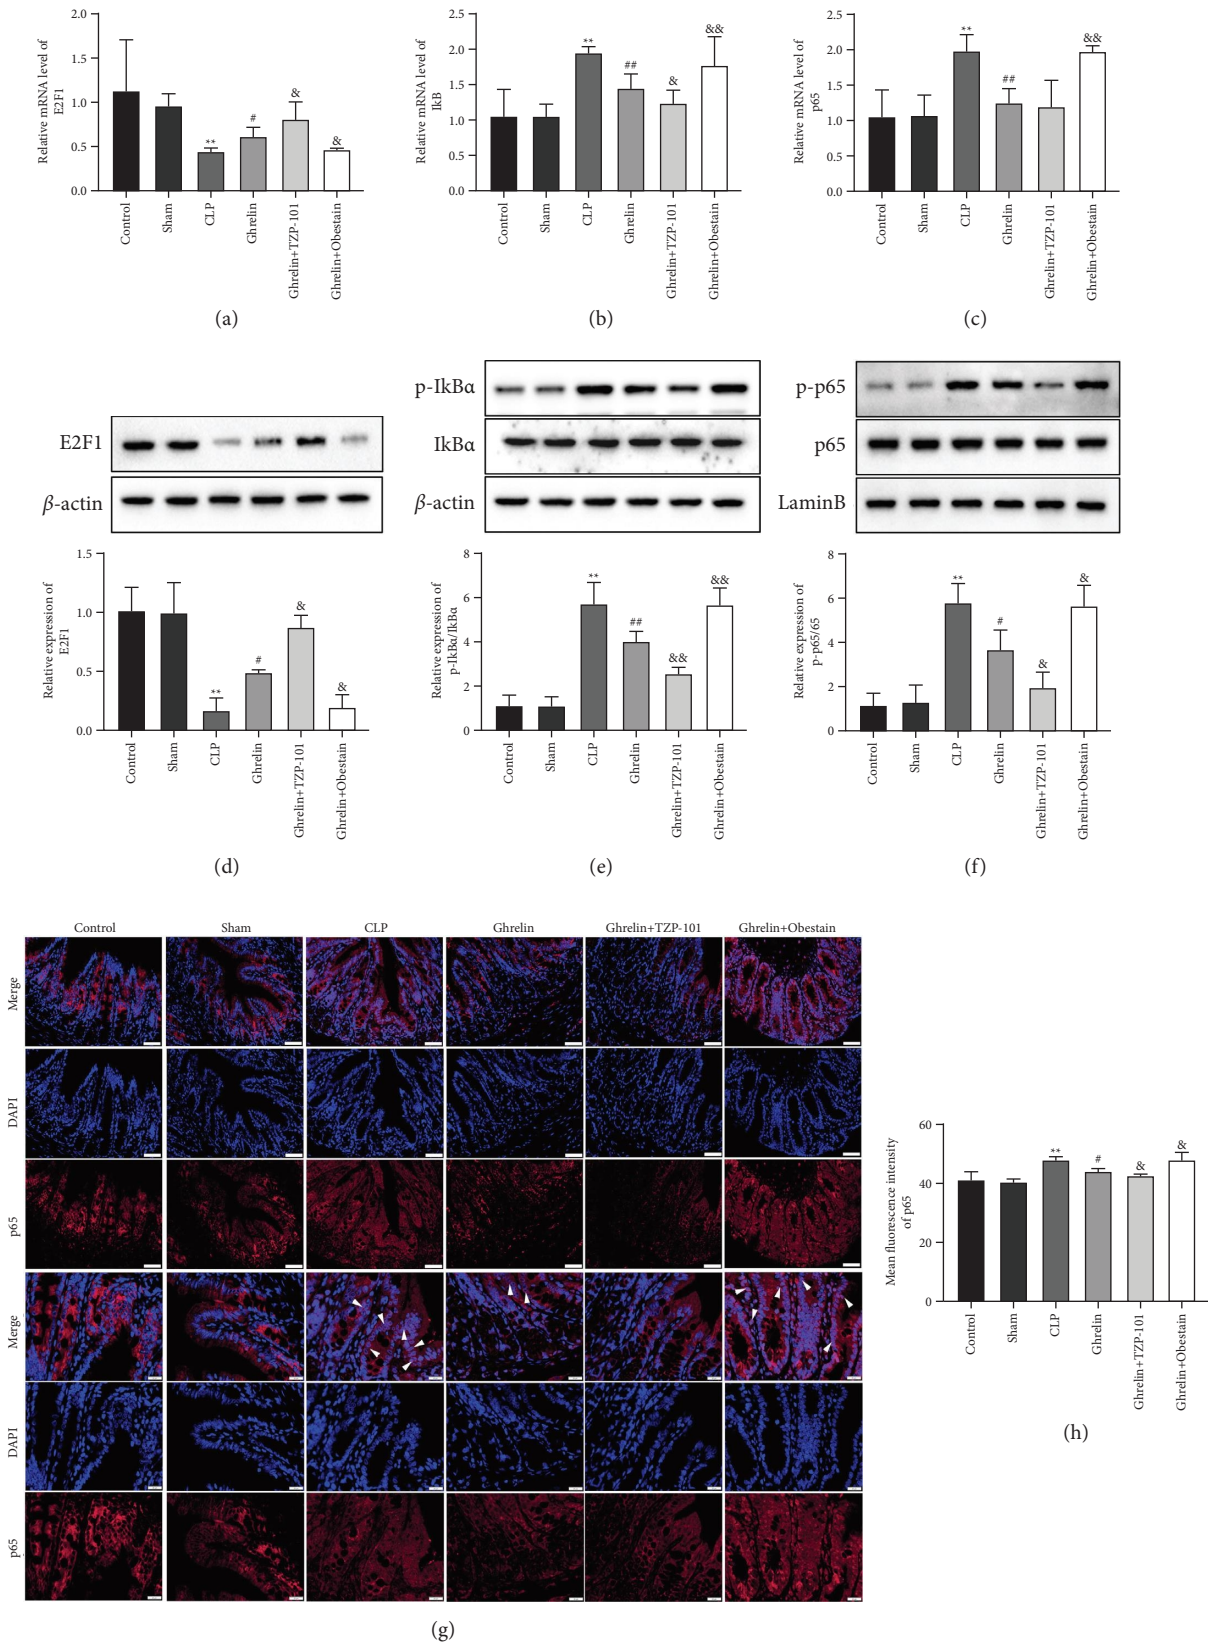 Relative mRNA level of
E2F1
2.0
1.5
1.0
0.5
0.0
**
#
&
&
Control
Sham
CLP
Ghrelin
Ghrelin+TZP-101
Ghrelin+Obestain
(a)
Relative mRNA level of
IkB
2.5
2.0
1.5
1.0
0.5
0.0
**
##
&
&&
Control
Sham
CLP
Ghrelin
Ghrelin+TZP-101
Ghrelin+Obestain
(b)
Relative mRNA level of
p65
2.5
2.0
1.5
1.0
0.5
0.0
**
##
&&
Control
Sham
CLP
Ghrelin
Ghrelin+TZP-101
Ghrelin+Obestain
(c)
E2F1
β-actin
Relative expression of
E2F1
1.5
1.0
0.5
0.0
**
#
&
&
Control
Sham
CLP
Ghrelin
Ghrelin+TZP-101
Ghrelin+Obestain
(d)
p-IkBα
IkBα
β-actin
Relative expression of
p-IkBα/IkBα
8
6
4
2
0
**
##
&&
&&
Control
Sham
CLP
Ghrelin
Ghrelin+TZP-101
Ghrelin+Obestain
(e)
p-p65
p65
LaminB
Relative expression of
p-p65/65
8
6
4
2
0
**
#
&
&
Control
Sham
CLP
Ghrelin
Ghrelin+TZP-101
Ghrelin+Obestain
(f)
Control Sham CLP Ghrelin Ghrelin+TZP-101 Ghrelin+Obestain
Merge
DAPI
p65
Merge
DAPI
p65
(g)
Mean fluorescence intensity
of p65
60
40
20
0
**
#
&
&
Control
Sham
CLP
Ghrelin
Ghrelin+TZP-101
Ghrelin+Obestain
(h)